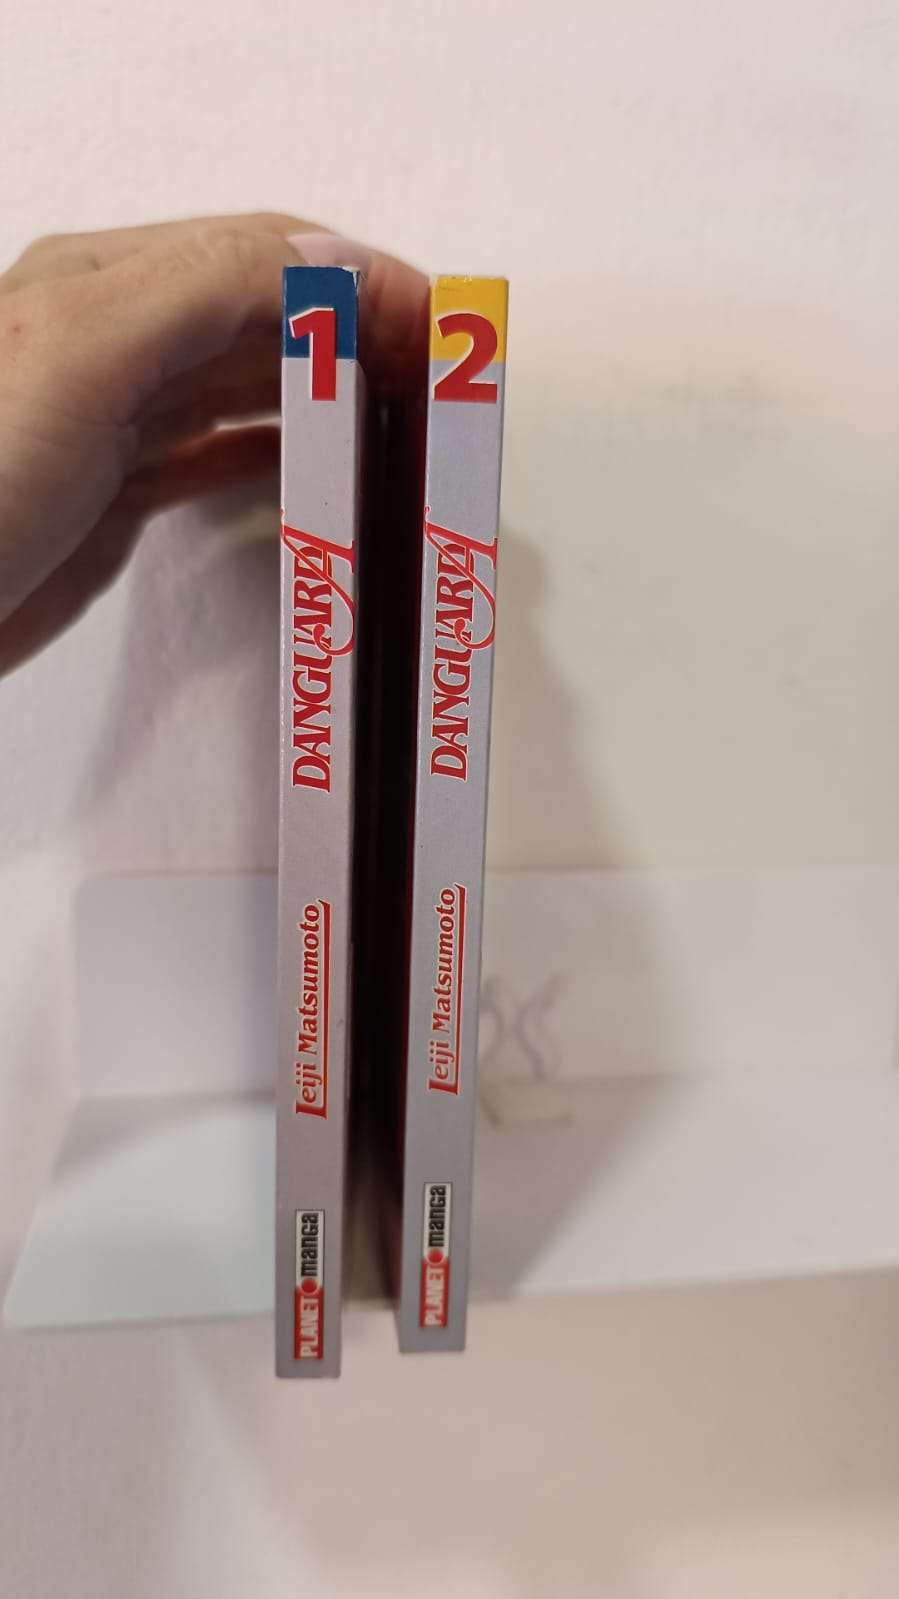 1
DANGUARD A
Leiji Matsumoto
PLANET manga
2
DANGUARD A
Leiji Matsumoto
PLANET manga